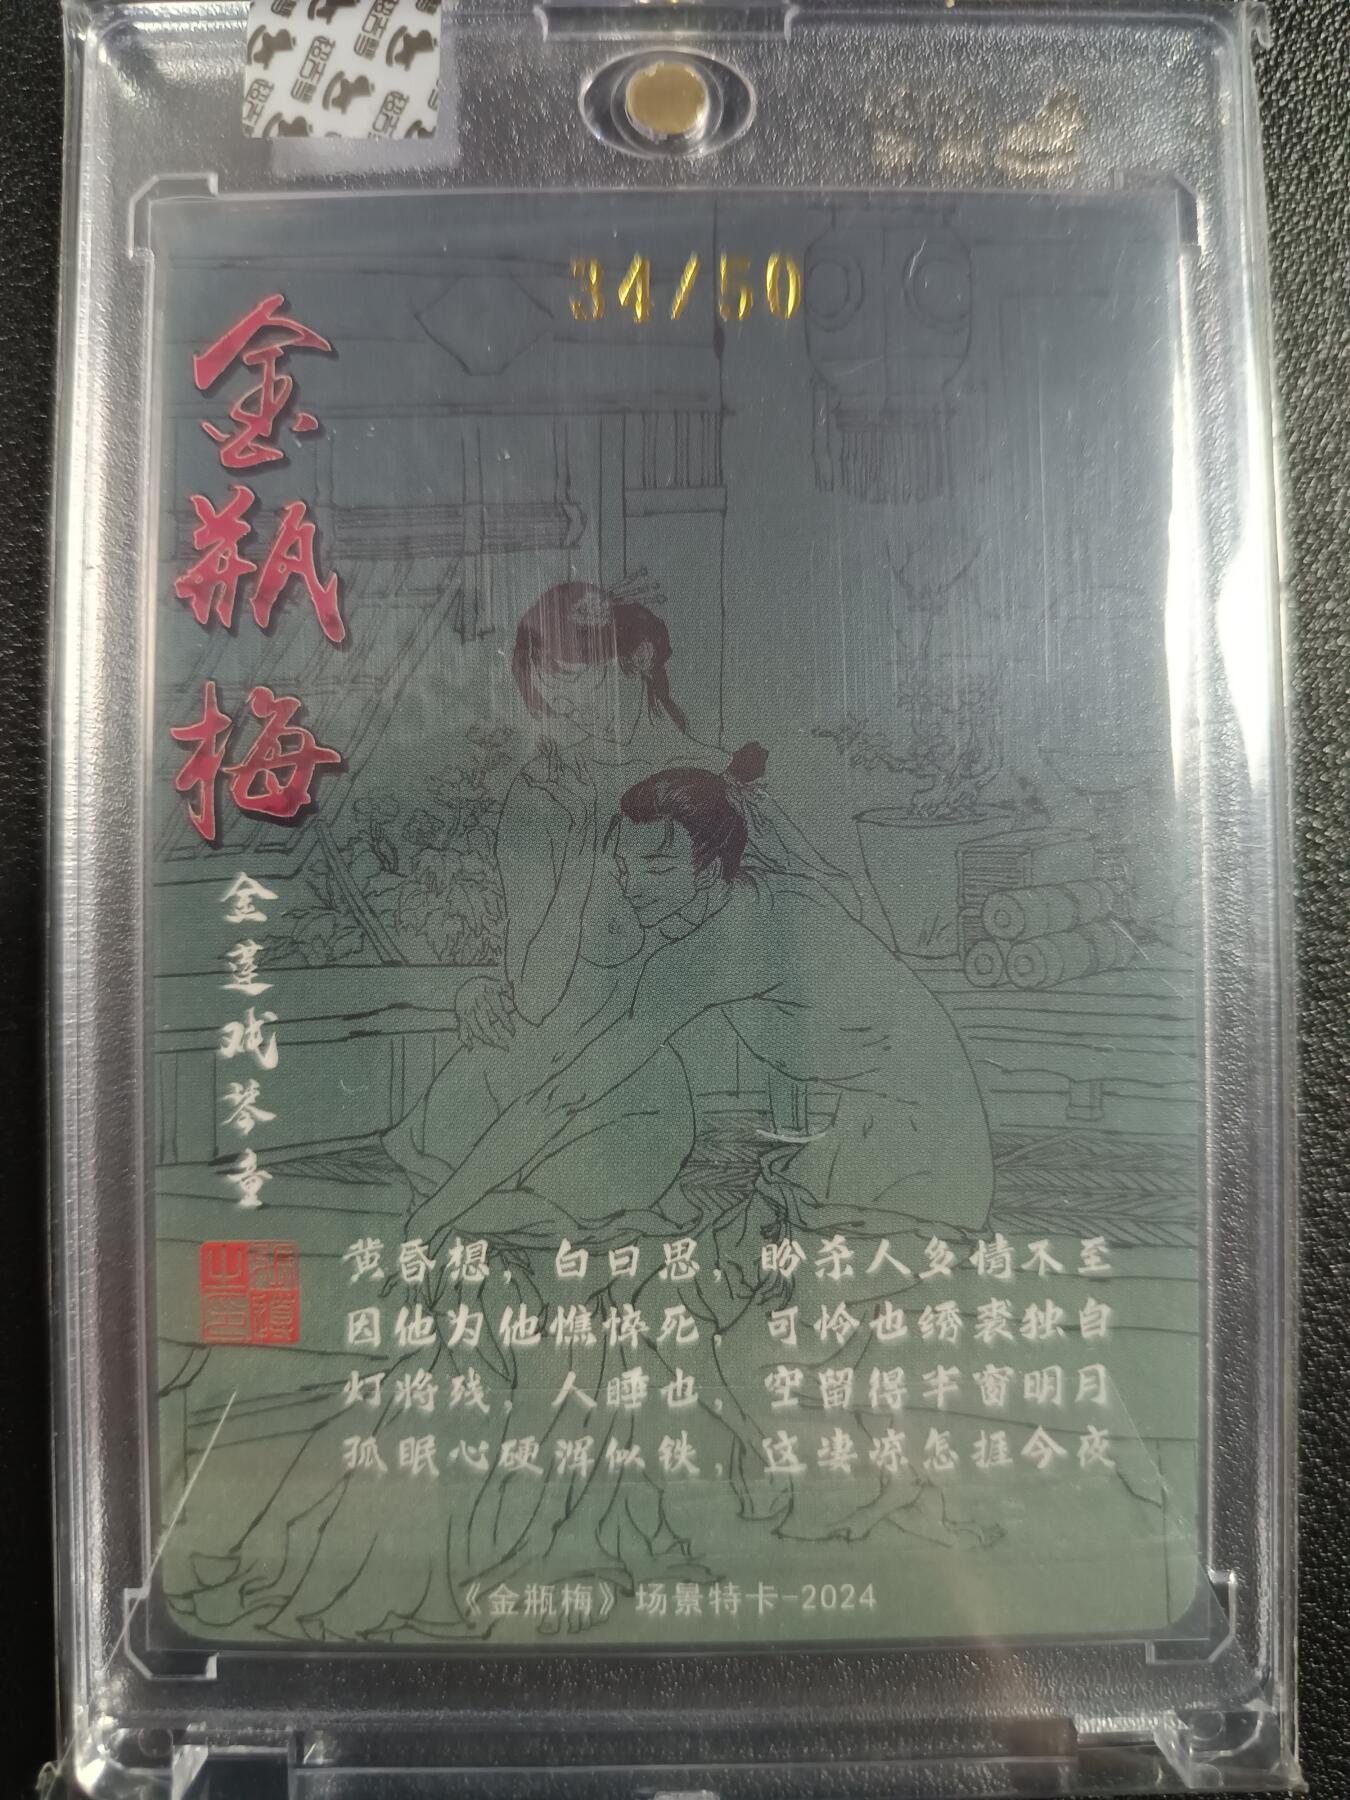 34/50
金瓶梅
金莲戏琴童
黄昏想，白日思，盼杀人多情不至
因他为他憔悴死，可怜也绣衾独自
灯将残，人睡也，空留得半窗明月
孤眠心硬浑似铁，这凄凉怎捱今夜
《金瓶梅》场景特卡-2024